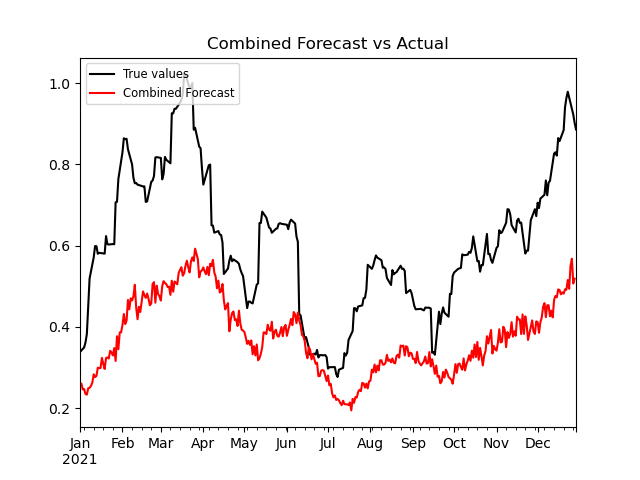 Combined Forecast vs Actual
True values
Combined Forecast
1.0
0.8
0.6
0.4
0.2
Jan Feb Mar Apr May Jun Jul Aug Sep Oct Nov Dec
2021